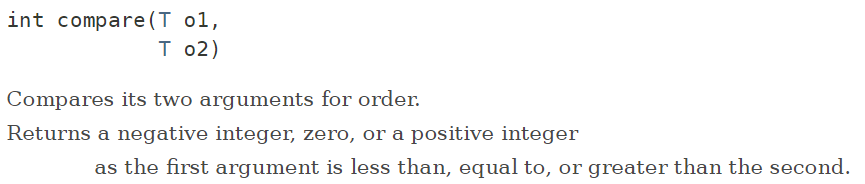 int compare(T o1,
T o2)
Compares its two arguments for order.
Returns a negative integer, zero, or a positive integer
as the first argument is less than, equal to, or greater than the second.